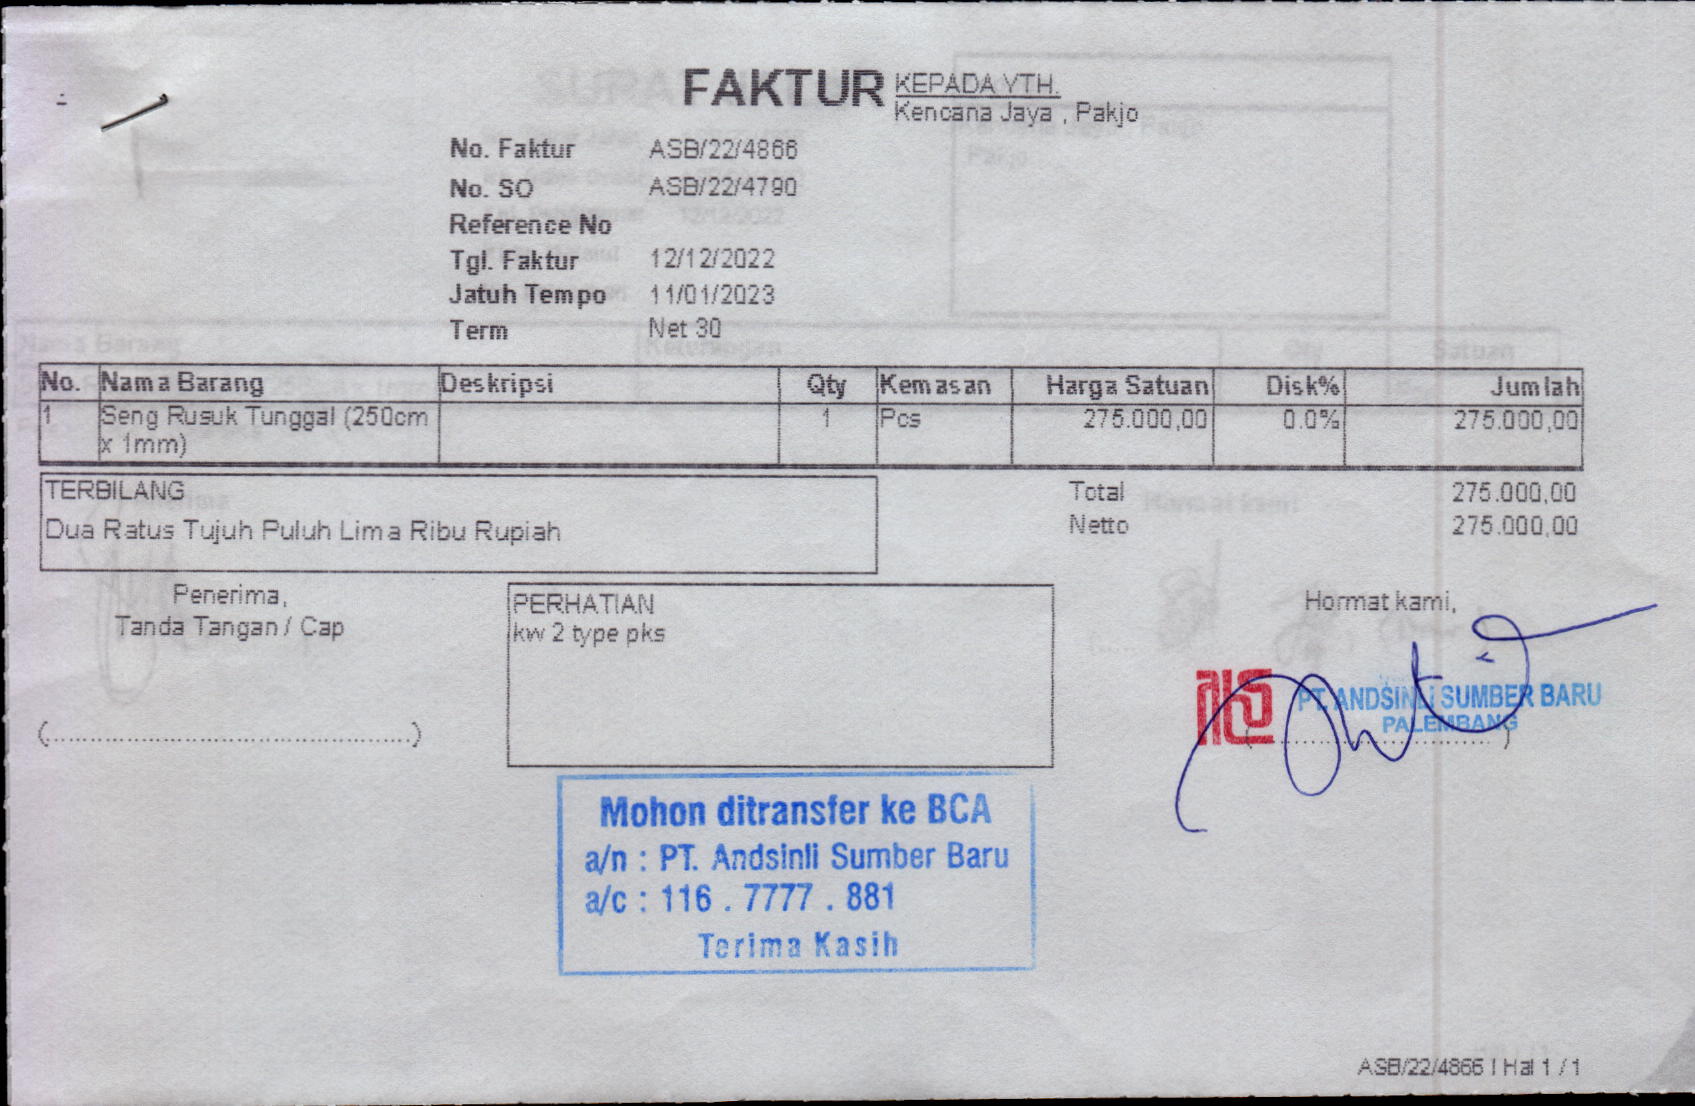 FAKTUR
KEPADA YTH.
Kencana Jaya , Pakjo
No. Faktur ASB/22/4866
No. SO ASB/22/4790
Reference No
Tgl. Faktur 12/12/2022
Jatuh Tempo 11/01/2023
Term Net 30
No. Nama Barang Deskripsi Qty Kemasan Harga Satuan Disk% Jumlah
1 Seng Rusuk Tunggal (250cm 1 Pcs 275.000,00 0.0% 275.000,00
x 1mm)
TERBILANG
Dua Ratus Tujuh Puluh Lima Ribu Rupiah
Total 275.000,00
Netto 275.000,00
Penerima,
Tanda Tangan / Cap
(..............................................)
PERHATIAN
kw 2 type pks
Hormat kami,
PT. ANDSINLI SUMBER BARU
PALEMBANG
Mohon ditransfer ke BCA
a/n : PT. Andsinli Sumber Baru
a/c : 116 . 7777 . 881
Terima Kasih
ASB/22/4866 | Hal 1 / 1